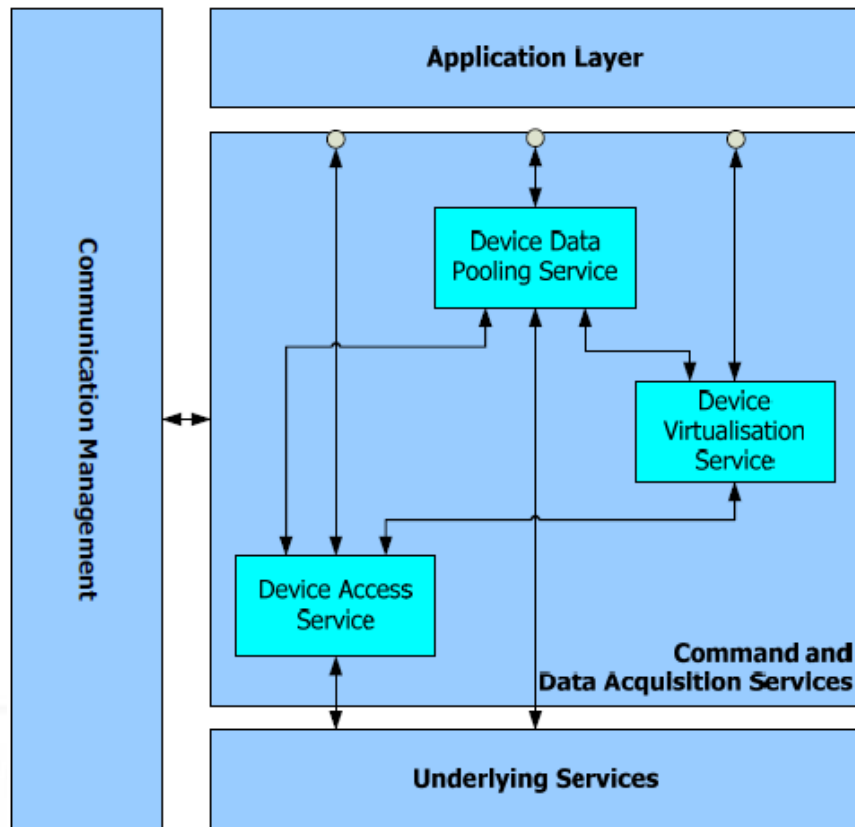 Application Layer
Communication Management
Device Data
Pooling Service
Device
Virtualisation
Service
Device Access
Service
Command and
Data Acquisition Services
Underlying Services